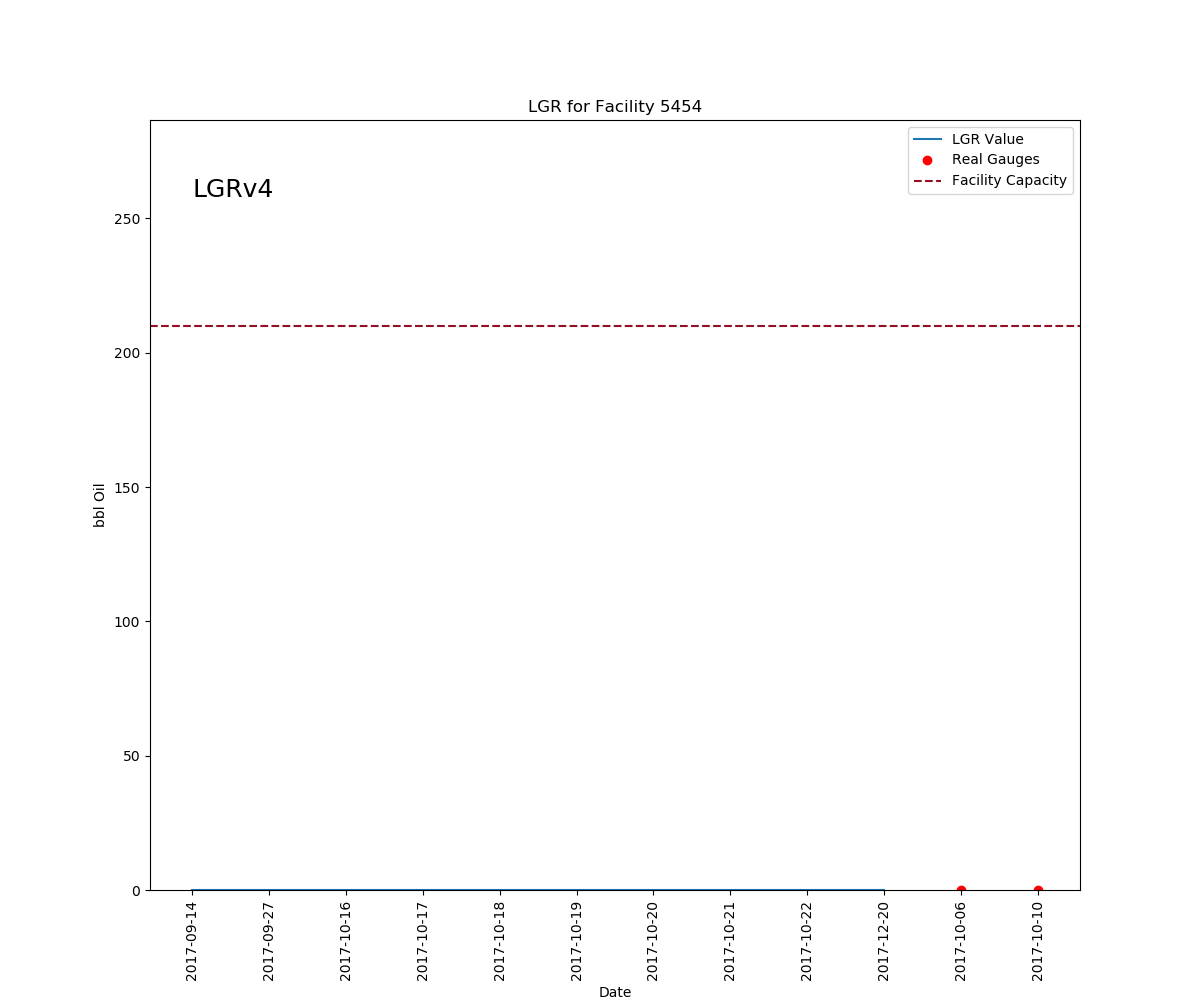 LGR for Facility 5454
LGRv4
LGR Value
Real Gauges
Facility Capacity
250
200
150
100
50
0
bbl Oil
2017-09-14
2017-09-27
2017-10-16
2017-10-17
2017-10-18
2017-10-19
2017-10-20
2017-10-21
2017-10-22
2017-12-20
2017-10-06
2017-10-10
Date